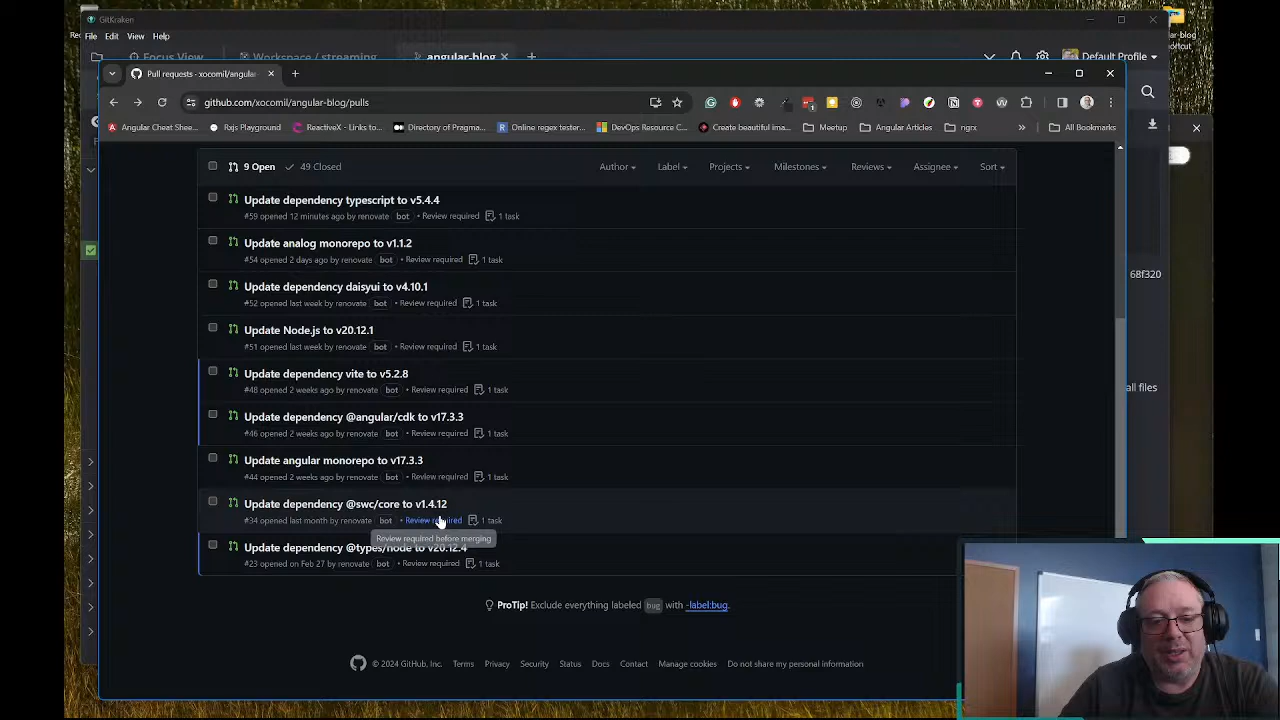 GitKraken
File Edit View Help
Focus View
Workspace / streaming
angular-blog
Default Profile
Pull requests - xocomil/angular
github.com/xocomil/angular-blog/pulls
Angular Cheat Shee...
Rxjs Playground
ReactiveX - Links to...
Directory of Pragma...
Online regex tester...
DevOps Resource C...
Create beautiful ima...
Meetup
Angular Articles
ngrx
»
All Bookmarks
9 Open
49 Closed
Author
Label
Projects
Milestones
Reviews
Assignee
Sort
Update dependency typescript to v5.4.4
#59 opened 12 minutes ago by renovate bot • Review required 1 task
Update analog monorepo to v1.1.2
#54 opened 2 days ago by renovate bot • Review required 1 task
Update dependency daisyui to v4.10.1
#52 opened last week by renovate bot • Review required 1 task
Update Node.js to v20.12.1
#51 opened last week by renovate bot • Review required 1 task
Update dependency vite to v5.2.8
#48 opened 2 weeks ago by renovate bot • Review required 1 task
Update dependency @angular/cdk to v17.3.3
#46 opened 2 weeks ago by renovate bot • Review required 1 task
Update angular monorepo to v17.3.3
#44 opened 2 weeks ago by renovate bot • Review required 1 task
Update dependency @swc/core to v1.4.12
#34 opened last month by renovate bot • Review required 1 task
Review required before merging
Update dependency @types/node to v20.12.4
#23 opened on Feb 27 by renovate bot • Review required 1 task
ProTip! Exclude everything labeled bug with -label:bug.
© 2024 GitHub, Inc. Terms Privacy Security Status Docs Contact Manage cookies Do not share my personal information
68f320
all files